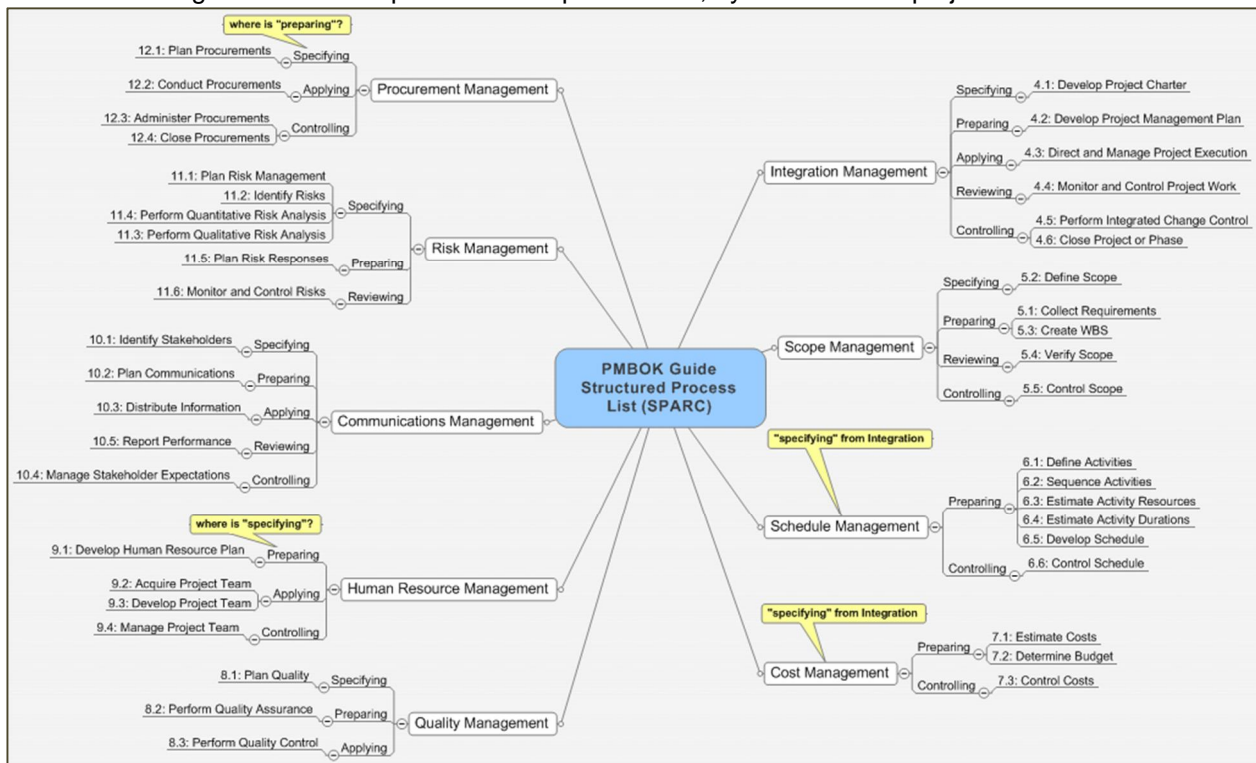 where is "preparing"?
12.1: Plan Procurements
Specifying
12.2: Conduct Procurements
Applying
12.3: Administer Procurements
12.4: Close Procurements
Controlling
Procurement Management
11.1: Plan Risk Management
11.2: Identify Risks
11.4: Perform Quantitative Risk Analysis
11.3: Perform Qualitative Risk Analysis
Specifying
11.5: Plan Risk Responses
Preparing
11.6: Monitor and Control Risks
Reviewing
Risk Management
10.1: Identify Stakeholders
Specifying
10.2: Plan Communications
Preparing
10.3: Distribute Information
Applying
10.5: Report Performance
Reviewing
10.4: Manage Stakeholder Expectations
Controlling
Communications Management
where is "specifying"?
9.1: Develop Human Resource Plan
Preparing
9.2: Acquire Project Team
9.3: Develop Project Team
Applying
9.4: Manage Project Team
Controlling
Human Resource Management
8.1: Plan Quality
Specifying
8.2: Perform Quality Assurance
Preparing
8.3: Perform Quality Control
Applying
Quality Management
PMBOK Guide
Structured Process
List (SPARC)
Integration Management
Specifying
4.1: Develop Project Charter
Preparing
4.2: Develop Project Management Plan
Applying
4.3: Direct and Manage Project Execution
Reviewing
4.4: Monitor and Control Project Work
Controlling
4.5: Perform Integrated Change Control
4.6: Close Project or Phase
Scope Management
Specifying
5.2: Define Scope
Preparing
5.1: Collect Requirements
5.3: Create WBS
Reviewing
5.4: Verify Scope
Controlling
5.5: Control Scope
"specifying" from Integration
Schedule Management
Preparing
6.1: Define Activities
6.2: Sequence Activities
6.3: Estimate Activity Resources
6.4: Estimate Activity Durations
6.5: Develop Schedule
Controlling
6.6: Control Schedule
"specifying" from Integration
Cost Management
Preparing
7.1: Estimate Costs
7.2: Determine Budget
Controlling
7.3: Control Costs